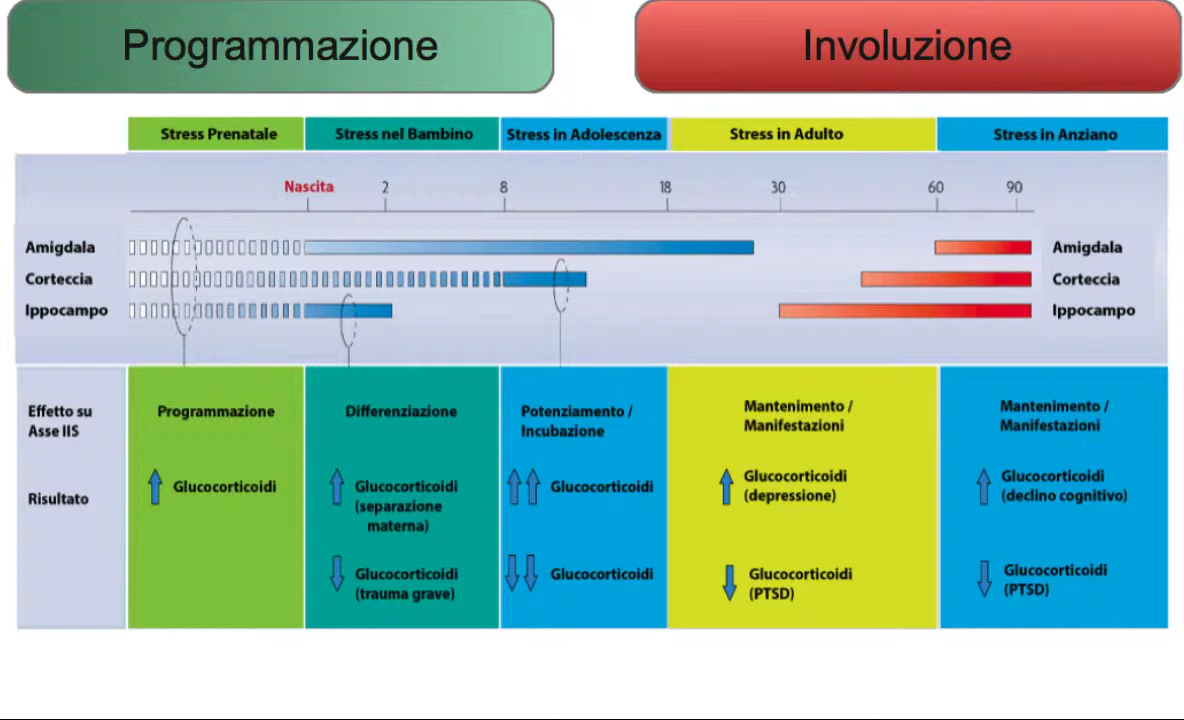 Programmazione
Involuzione
Stress Prenatale
Stress nel Bambino
Stress in Adolescenza
Stress in Adulto
Stress in Anziano
Nascita
2
8
18
30
60
90
Amigdala
Amigdala
Corteccia
Corteccia
Ippocampo
Ippocampo
Effetto su
Asse IIS
Programmazione
Differenziazione
Potenziamento /
Incubazione
Mantenimento /
Manifestazioni
Mantenimento /
Manifestazioni
Risultato
Glucocorticoidi
Glucocorticoidi
(separazione
materna)
Glucocorticoidi
(trauma grave)
Glucocorticoidi
Glucocorticoidi
Glucocorticoidi
(depressione)
Glucocorticoidi
(PTSD)
Glucocorticoidi
(declino cognitivo)
Glucocorticoidi
(PTSD)